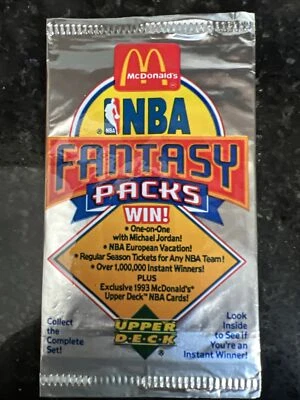 McDonald's®
NBA
®NBA
FANTASY
PACKS
WIN!
• One-on-One
with Michael Jordan!
• NBA European Vacation!
• Regular Season Tickets for Any NBA Team!
• Over 1,000,000 Instant Winners!
PLUS
Exclusive 1993 McDonald's®
Upper Deck® NBA Cards!
Collect
the
Complete
Set!
UPPER
DECK
®
Look
Inside
to See if
You're an
Instant Winner!